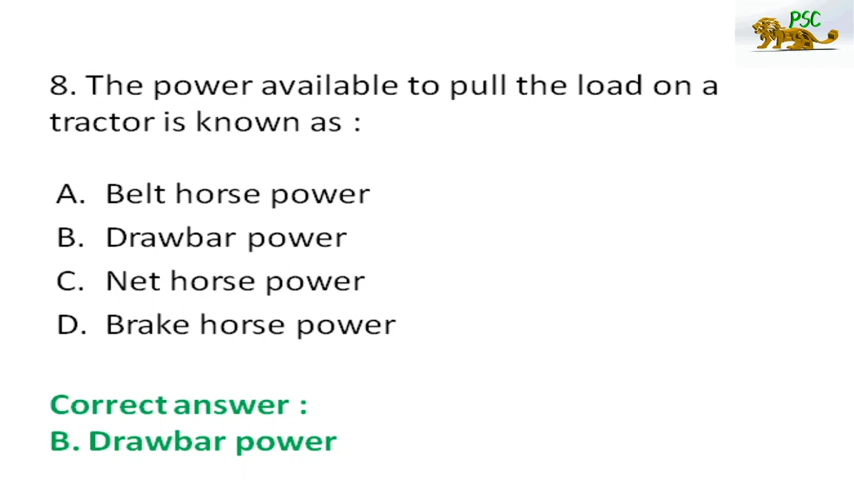 PSC
8. The power available to pull the load on a
tractor is known as :
A. Belt horse power
B. Drawbar power
C. Net horse power
D. Brake horse power
Correct answer :
B. Drawbar power